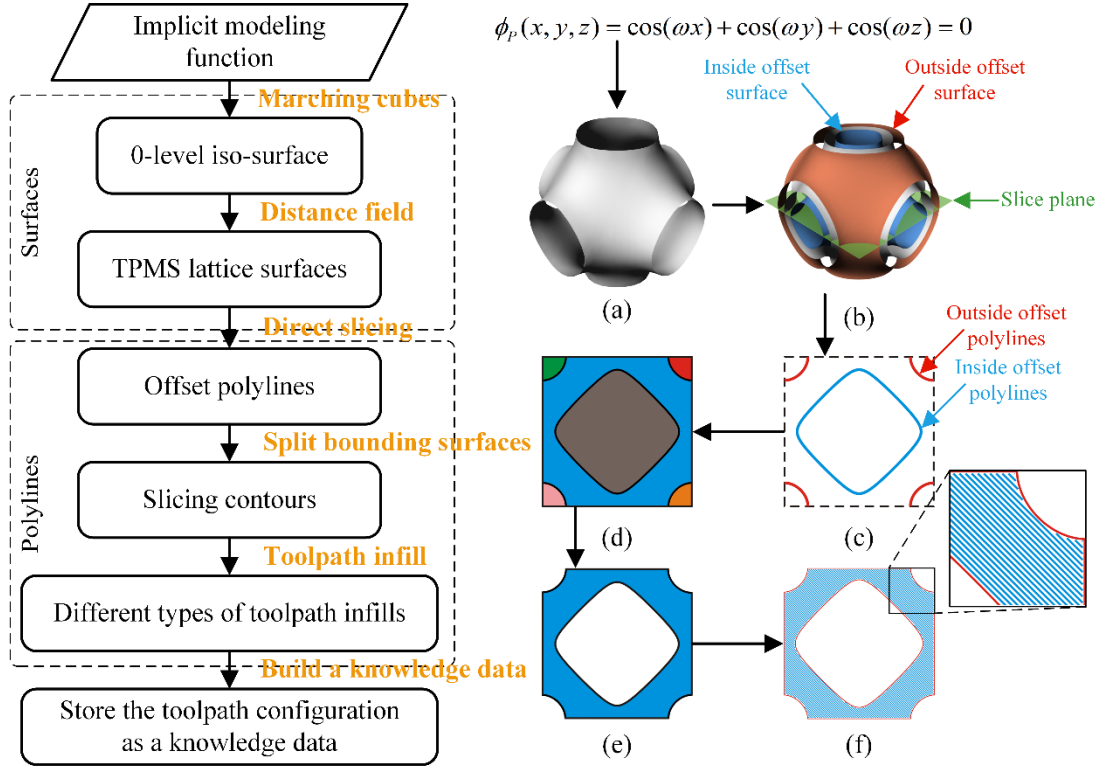 Implicit modeling
function
Marching cubes
Surfaces
0-level iso-surface
Distance field
TPMS lattice surfaces
Direct slicing
Polylines
Offset polylines
Split bounding surfaces
Slicing contours
Toolpath infill
Different types of toolpath infills
Build a knowledge data
Store the toolpath configuration
as a knowledge data
ϕ_P(x, y, z) = cos(ωx) + cos(ωy) + cos(ωz) = 0
Inside offset
surface
Outside offset
surface
Slice plane
(a)
(b)
Outside offset
polylines
Inside offset
polylines
(d)
(c)
(e)
(f)